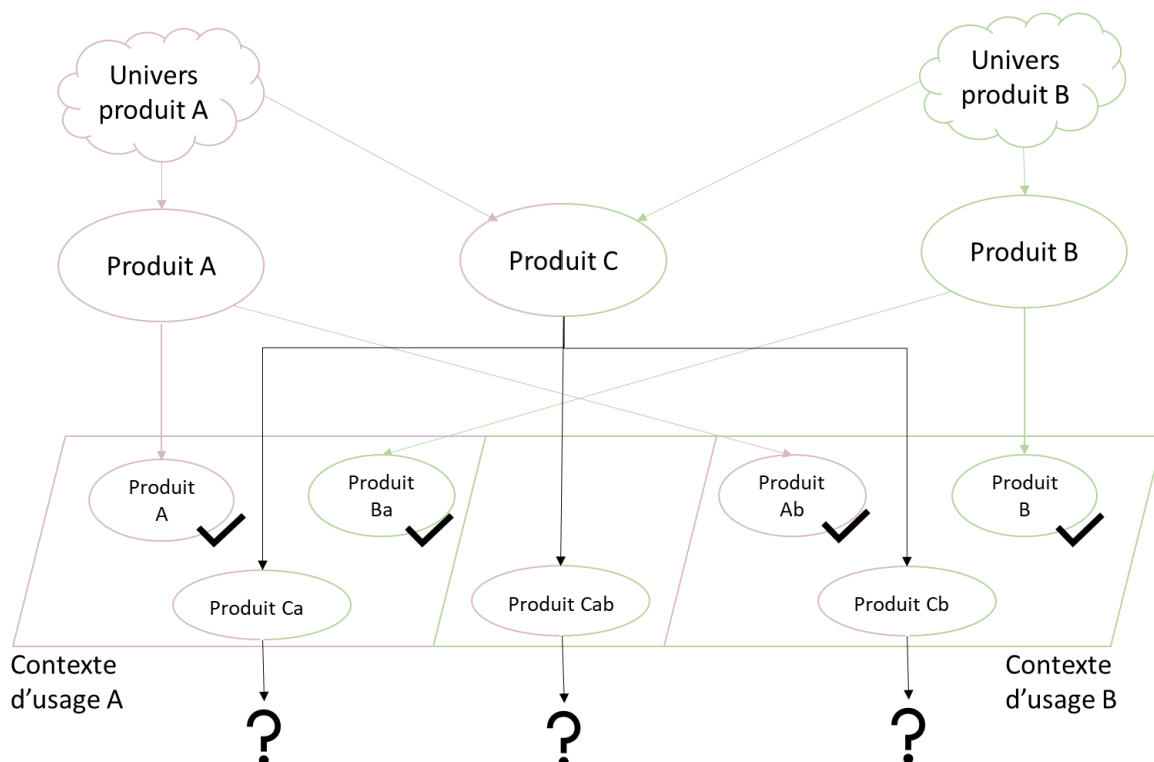 Univers
produit A
Univers
produit B
Produit A
Produit C
Produit B
Produit
A
Produit
Ba
Produit
Ab
Produit
B
Produit Ca
Produit Cab
Produit Cb
Contexte
d'usage A
Contexte
d'usage B
?
?
?